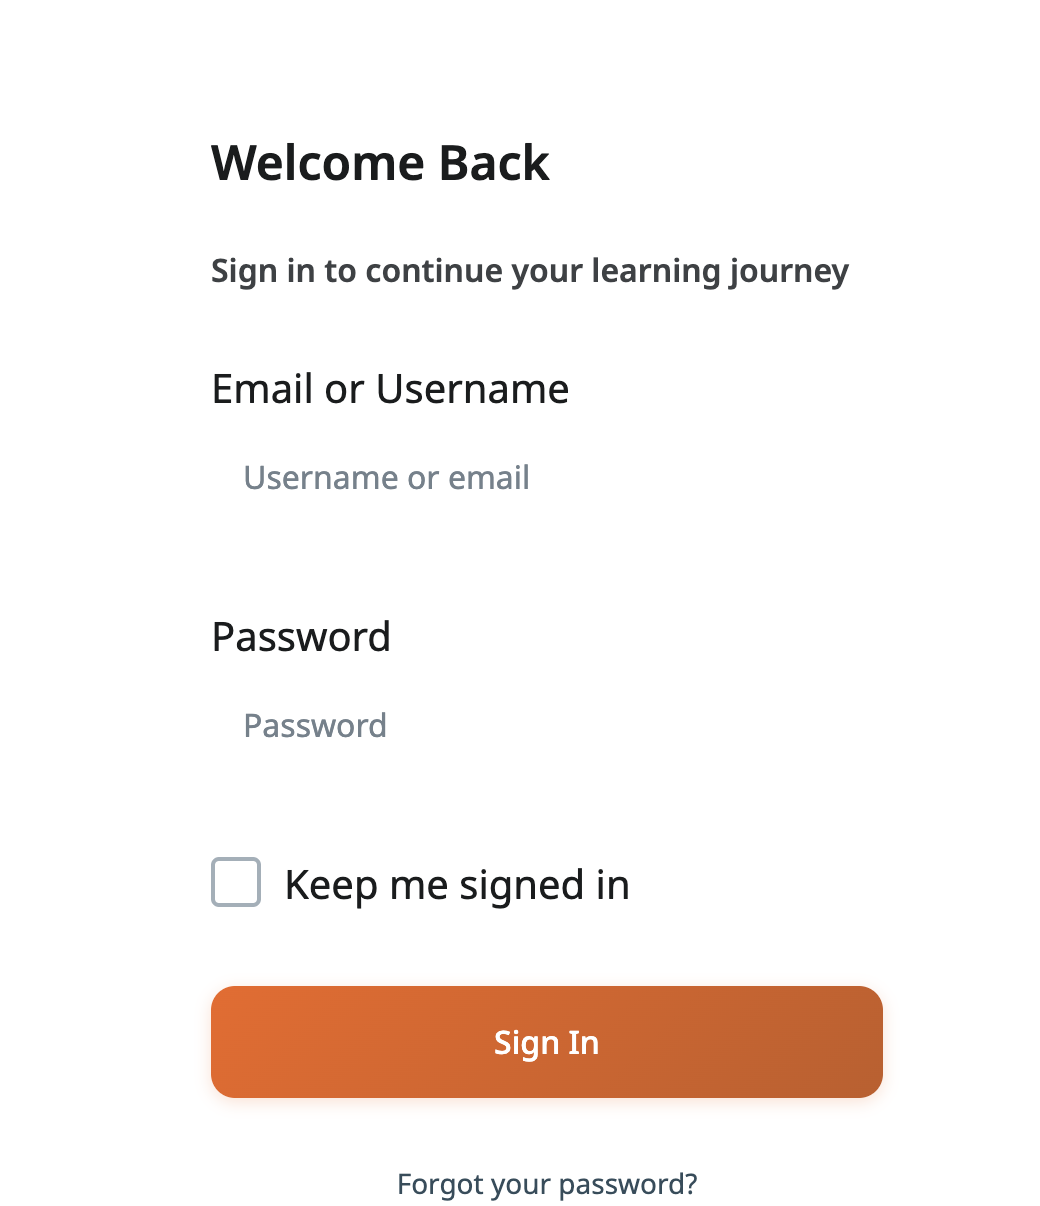 Welcome Back
Sign in to continue your learning journey
Email or Username
Username or email
Password
Password
Keep me signed in
Sign In
Forgot your password?